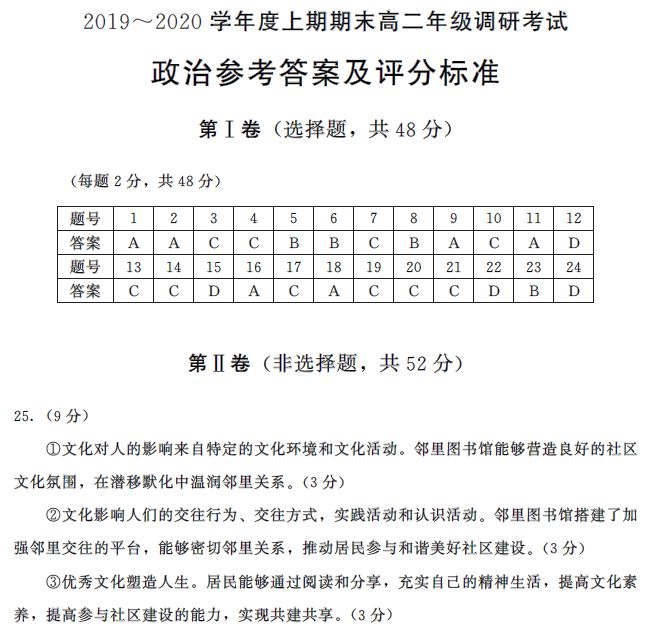 2019～2020 学年度上期期末高二年级调研考试
政治参考答案及评分标准
第Ⅰ卷（选择题，共 48 分）
（每题 2 分，共 48 分）
题号 1 2 3 4 5 6 7 8 9 10 11 12
答案 A A C C B B C B A C A D
题号 13 14 15 16 17 18 19 20 21 22 23 24
答案 C C D A C A C C C D B D
第Ⅱ卷（非选择题，共 52 分）
25.（9 分）
①文化对人的影响来自特定的文化环境和文化活动。邻里图书馆能够营造良好的社区
文化氛围，在潜移默化中温润邻里关系。（3 分）
②文化影响人们的交往行为、交往方式，实践活动和认识活动。邻里图书馆搭建了加
强邻里交往的平台，能够密切邻里关系，推动居民参与和谐美好社区建设。（3 分）
③优秀文化塑造人生。居民能够通过阅读和分享，充实自己的精神生活，提高文化素
养，提高参与社区建设的能力，实现共建共享。（3 分）